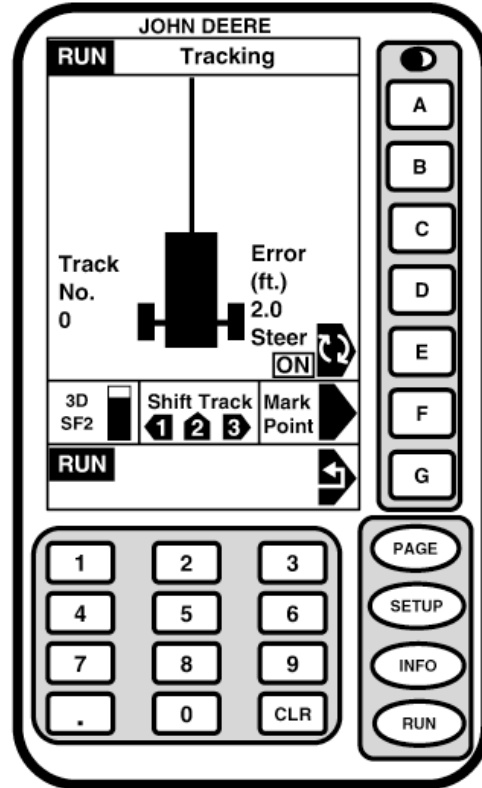 JOHN DEERE
RUN Tracking
Track
No.
0
Error
(ft.)
2.0
Steer
ON
3D
SF2
Shift Track
1 2 3
Mark
Point
RUN
A
B
C
D
E
F
G
1 2 3
4 5 6
7 8 9
. 0 CLR
PAGE
SETUP
INFO
RUN